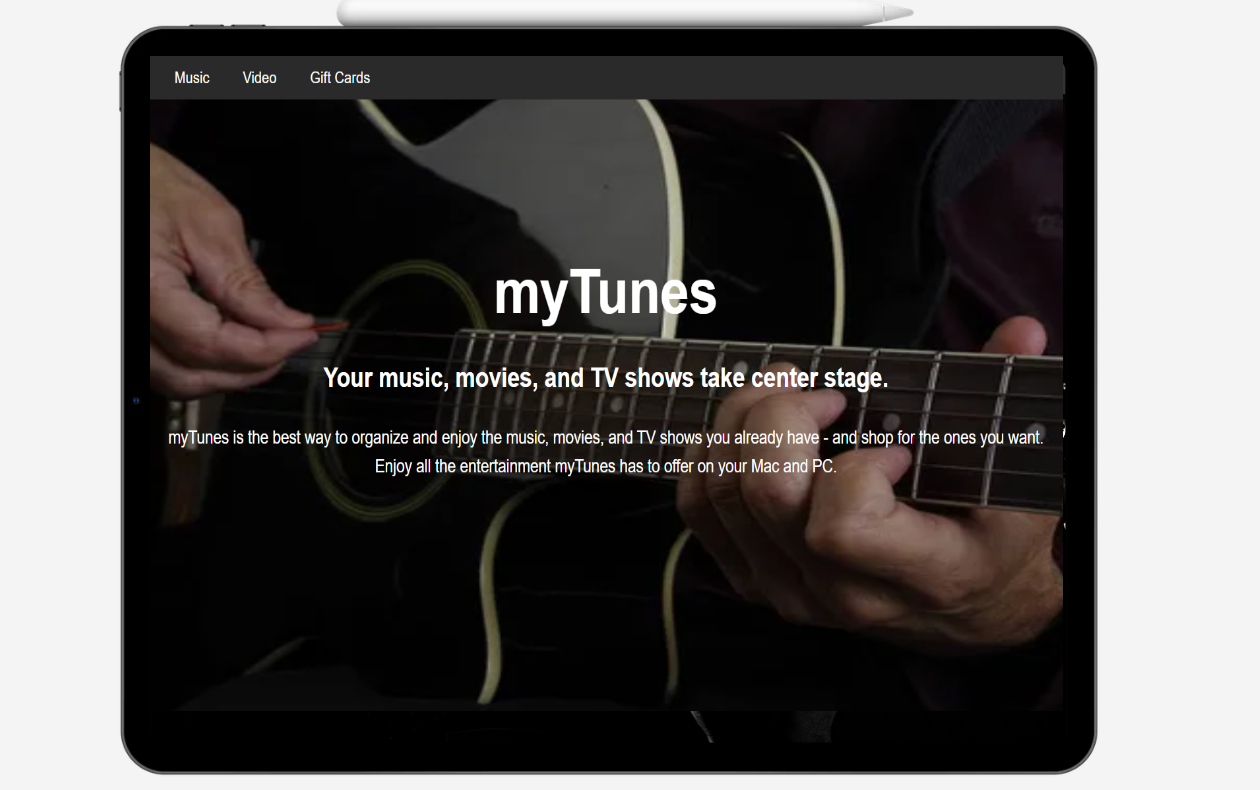 Music Video Gift Cards
myTunes
Your music, movies, and TV shows take center stage.
myTunes is the best way to organize and enjoy the music, movies, and TV shows you already have - and shop for the ones you want.
Enjoy all the entertainment myTunes has to offer on your Mac and PC.